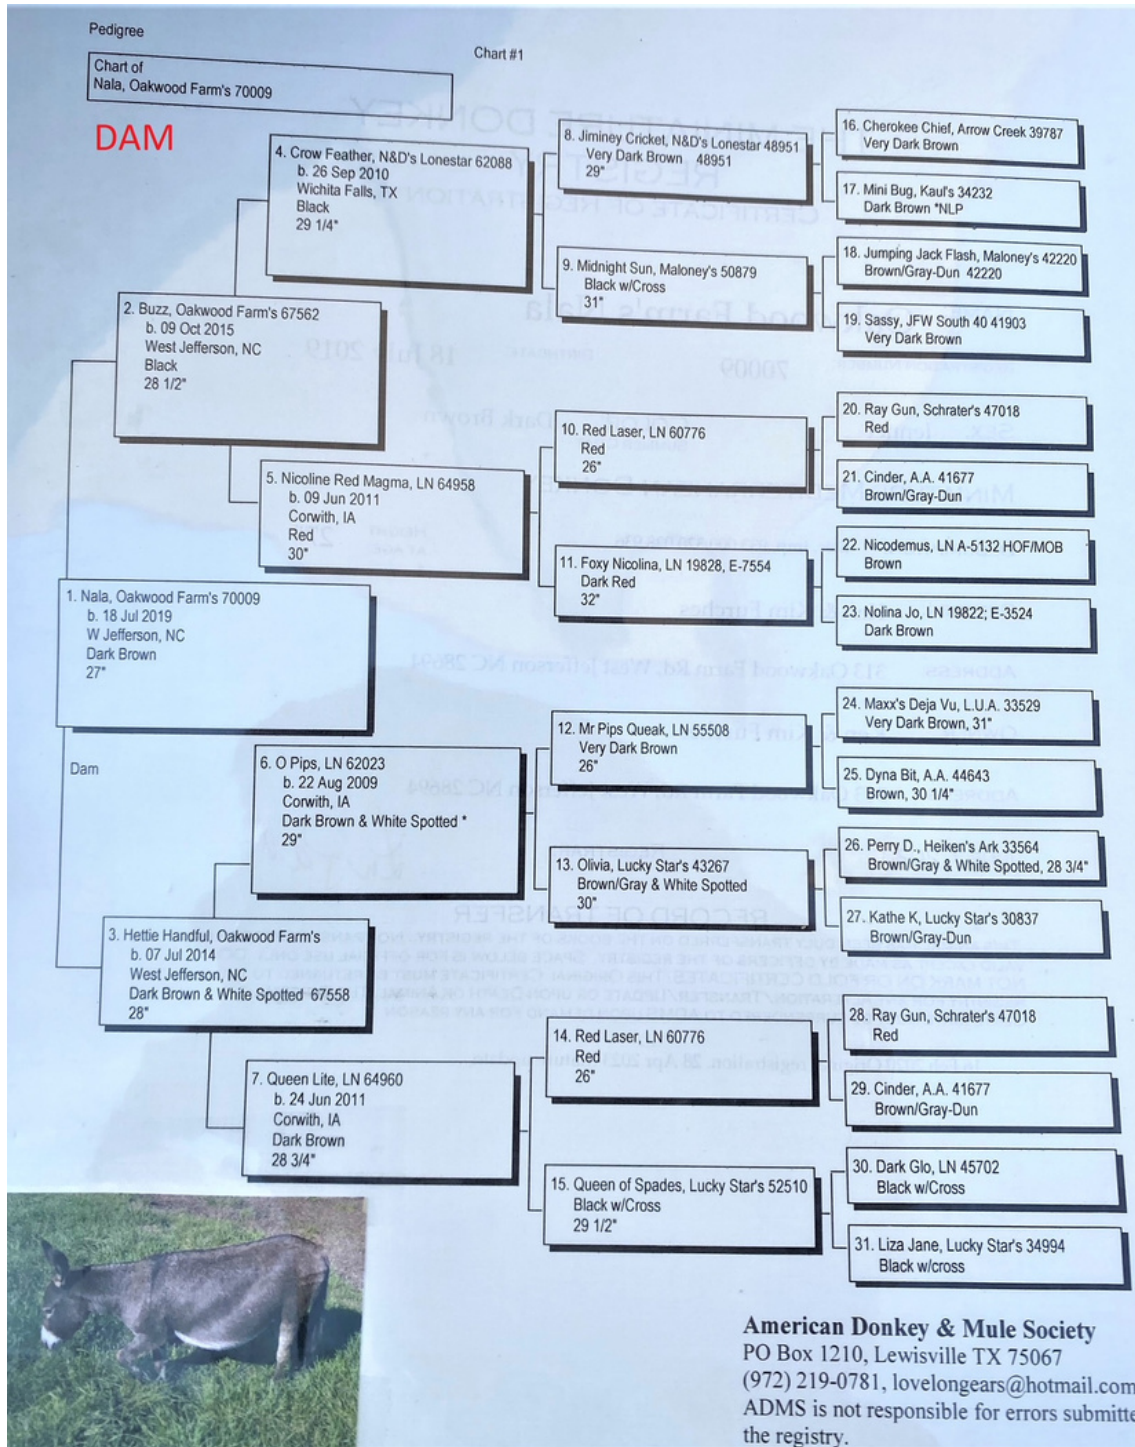 Pedigree
Chart #1
Chart of
Nala, Oakwood Farm's 70009
DAM
1. Nala, Oakwood Farm's 70009
b. 18 Jul 2019
W Jefferson, NC
Dark Brown
27"
Dam
2. Buzz, Oakwood Farm's 67562
b. 09 Oct 2015
West Jefferson, NC
Black
28 1/2"
3. Hettie Handful, Oakwood Farm's
b. 07 Jul 2014
West Jefferson, NC
Dark Brown & White Spotted 67558
28"
4. Crow Feather, N&D's Lonestar 62088
b. 26 Sep 2010
Wichita Falls, TX
Black
29 1/4"
5. Nicoline Red Magma, LN 64958
b. 09 Jun 2011
Corwith, IA
Red
30"
6. O Pips, LN 62023
b. 22 Aug 2009
Corwith, IA
Dark Brown & White Spotted *
29"
7. Queen Lite, LN 64960
b. 24 Jun 2011
Corwith, IA
Dark Brown
28 3/4"
8. Jiminey Cricket, N&D's Lonestar 48951
Very Dark Brown 48951
29"
9. Midnight Sun, Maloney's 50879
Black w/Cross
31"
10. Red Laser, LN 60776
Red
26"
11. Foxy Nicolina, LN 19828, E-7554
Dark Red
32"
12. Mr Pips Queak, LN 55508
Very Dark Brown
26"
13. Olivia, Lucky Star's 43267
Brown/Gray & White Spotted
30"
14. Red Laser, LN 60776
Red
26"
15. Queen of Spades, Lucky Star's 52510
Black w/Cross
29 1/2"
16. Cherokee Chief, Arrow Creek 39787
Very Dark Brown
17. Mini Bug, Kaul's 34232
Dark Brown *NLP
18. Jumping Jack Flash, Maloney's 42220
Brown/Gray-Dun 42220
19. Sassy, JFW South 40 41903
Very Dark Brown
20. Ray Gun, Schrater's 47018
Red
21. Cinder, A.A. 41677
Brown/Gray-Dun
22. Nicodemus, LN A-5132 HOF/MOB
Brown
23. Nolina Jo, LN 19822; E-3524
Dark Brown
24. Maxx's Deja Vu, L.U.A. 33529
Very Dark Brown, 31"
25. Dyna Bit, A.A. 44643
Brown, 30 1/4"
26. Perry D., Heiken's Ark 33564
Brown/Gray & White Spotted, 28 3/4"
27. Kathe K, Lucky Star's 30837
Brown/Gray-Dun
28. Ray Gun, Schrater's 47018
Red
29. Cinder, A.A. 41677
Brown/Gray-Dun
30. Dark Glo, LN 45702
Black w/Cross
31. Liza Jane, Lucky Star's 34994
Black w/cross
American Donkey & Mule Society
PO Box 1210, Lewisville TX 75067
(972) 219-0781, lovelongears@hotmail.com
ADMS is not responsible for errors submitte
the registry.